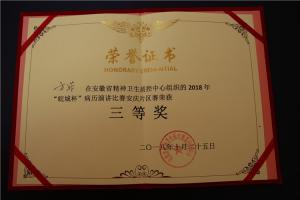 荣誉证书
HONORARY CREDENTIAL
在安徽省精神卫生防控中心组织的2018年
“皖城杯”病历演讲比赛安庆片区赛荣获
三等奖
二〇一八年十月二十五日